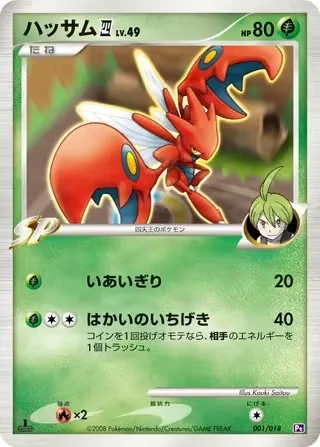 ハッサム四 LV.49 HP 80
たね
四天王のポケモン
SP
いあいぎり 20
はかいのいちげき 40
コインを1回投げオモテなら、相手のエネルギーを
1個トラッシュ。
Illus.Kouki Saitou
弱点 抵抗力 にげる
×2
©2008 Pokémon/Nintendo/Creatures/GAME FREAK. 001/018